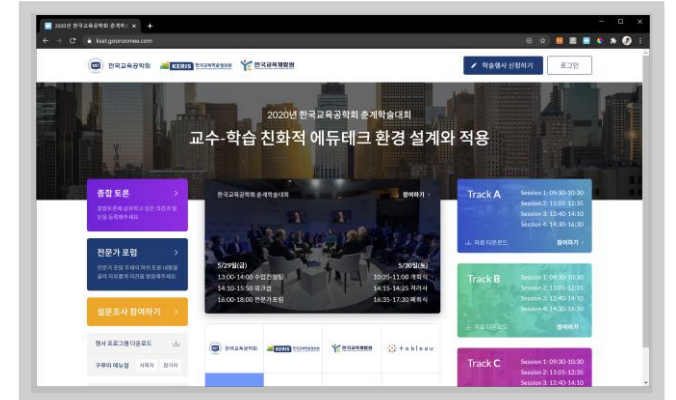 2020년 한국교육공학회 춘계학
ksetgooroomee.com
한국교육공학회
KERIS 한국교육학술정보원
한국교육개발원
학술행사 신청하기
로그인
2020년 한국교육공학회 춘계학술대회
교수-학습 친화적 에듀테크 환경 설계와 적용
종합 토론
전문가 포럼
설문조사 참여하기
행사 프로그램 다운로드
구루미 매뉴얼
사회자
참가자
한국교육공학회 춘계학술대회
참여하기
5/29일(금)
13:00-14:00 수업컨설팅
14:10-15:50 워크숍
16:00-18:00 전문가포럼
5/30일(토)
10:35-11:00 개회식
14:15-14:25 격려사
16:35-17:30 폐회식
한국교육공학회
KERIS
한국교육개발원
tableau
Track A
Session 1: 09:30-10:30
Session 2: 11:05-12:35
Session 3: 12:40-14:10
Session 4: 14:30-16:30
자료 다운로드
참여하기
Track B
Session 1: 09:30-10:30
Session 2: 11:05-12:35
Session 3: 12:40-14:10
Session 4: 14:30-16:30
자료 다운로드
참여하기
Track C
Session 1: 09:30-10:30
Session 2: 11:05-12:35
Session 3: 12:40-14:10